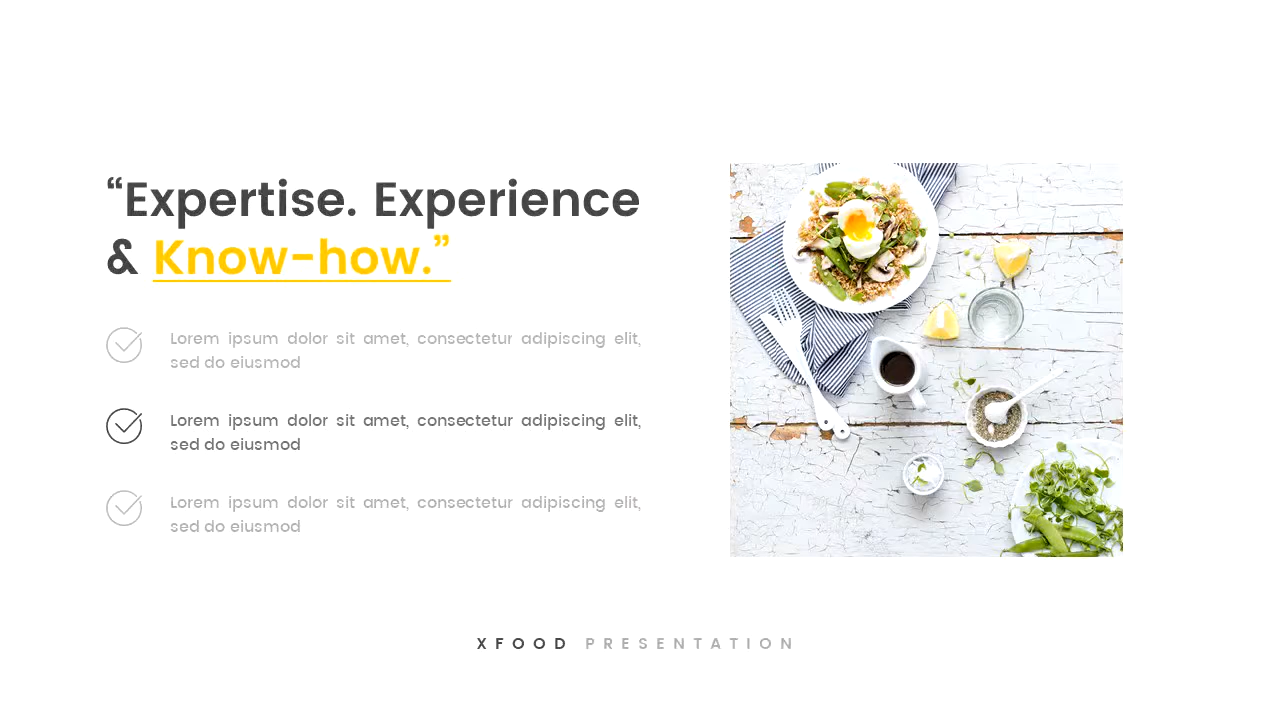 “Expertise. Experience
& Know-how.”
Lorem ipsum dolor sit amet, consectetur adipiscing elit,
sed do eiusmod
Lorem ipsum dolor sit amet, consectetur adipiscing elit,
sed do eiusmod
Lorem ipsum dolor sit amet, consectetur adipiscing elit,
sed do eiusmod
XFOOD PRESENTATION